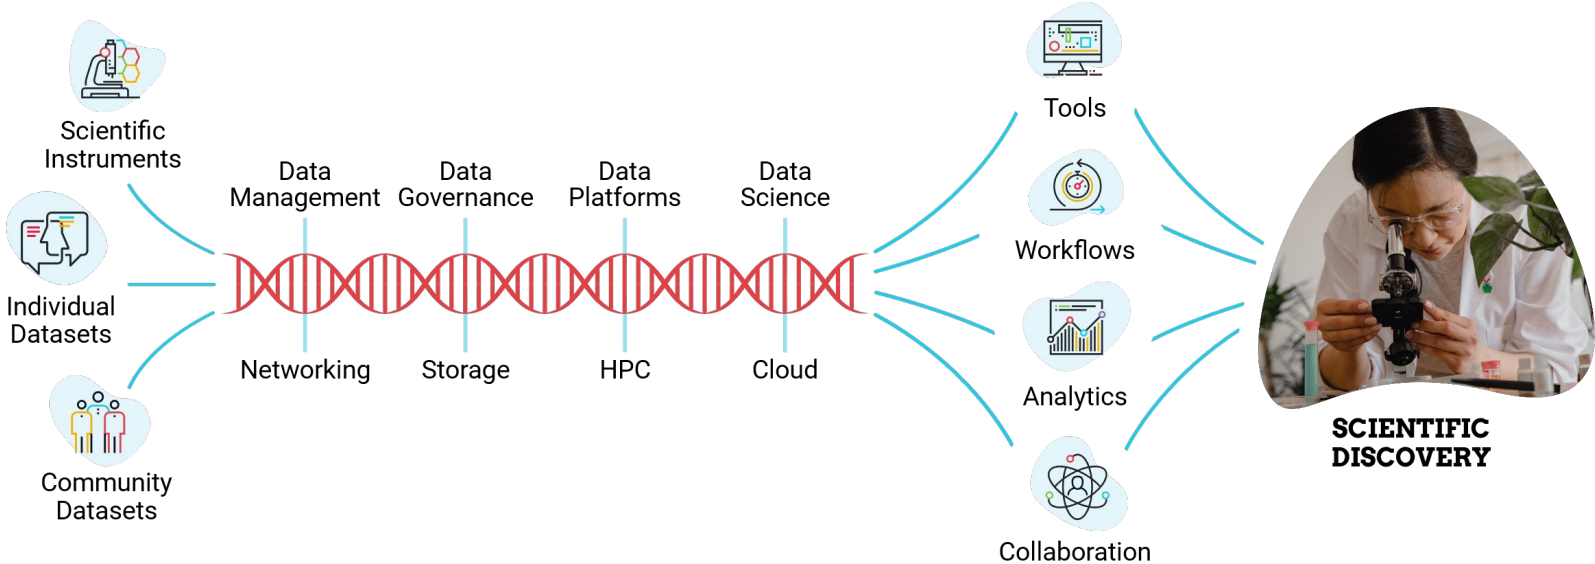 Scientific
Instruments
Individual
Datasets
Community
Datasets
Data
Management
Data
Governance
Data
Platforms
Data
Science
Networking
Storage
HPC
Cloud
Tools
Workflows
Analytics
Collaboration
SCIENTIFIC
DISCOVERY